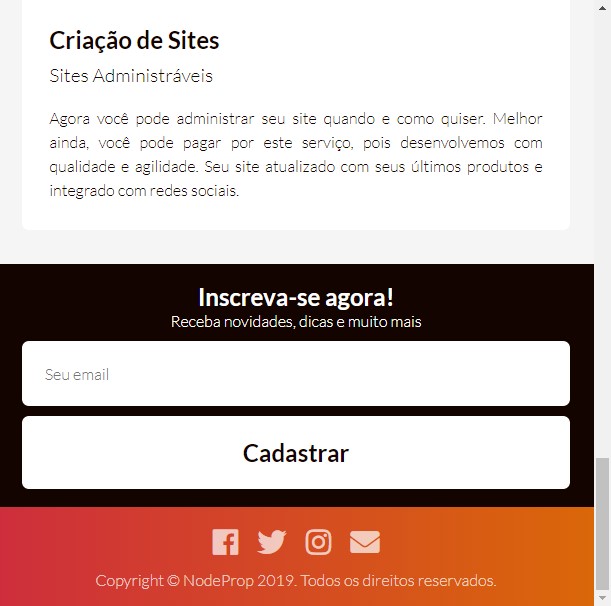 Criação de Sites
Sites Administráveis
Agora você pode administrar seu site quando e como quiser. Melhor
ainda, você pode pagar por este serviço, pois desenvolvemos com
qualidade e agilidade. Seu site atualizado com seus últimos produtos e
integrado com redes sociais.
Inscreva-se agora!
Receba novidades, dicas e muito mais
Seu email
Cadastrar
Copyright © NodeProp 2019. Todos os direitos reservados.